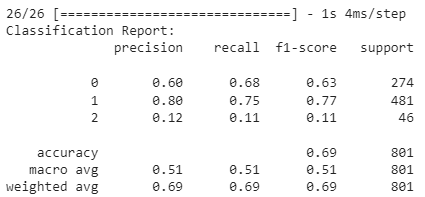 26/26 [==============================] - 1s 4ms/step
Classification Report:
              precision    recall  f1-score   support

           0       0.60      0.68      0.63       274
           1       0.80      0.75      0.77       481
           2       0.12      0.11      0.11        46

    accuracy                           0.69       801
   macro avg       0.51      0.51      0.51       801
weighted avg       0.69      0.69      0.69       801